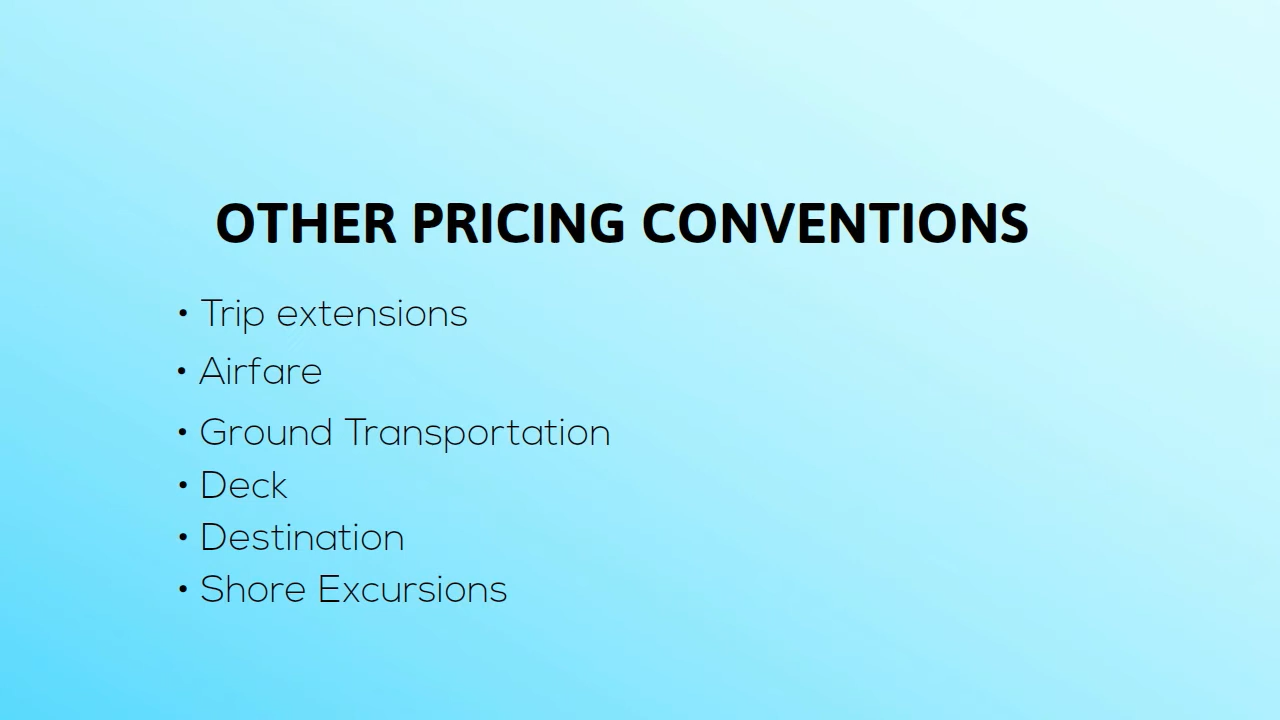 OTHER PRICING CONVENTIONS
• Trip extensions
• Airfare
• Ground Transportation
• Deck
• Destination
• Shore Excursions